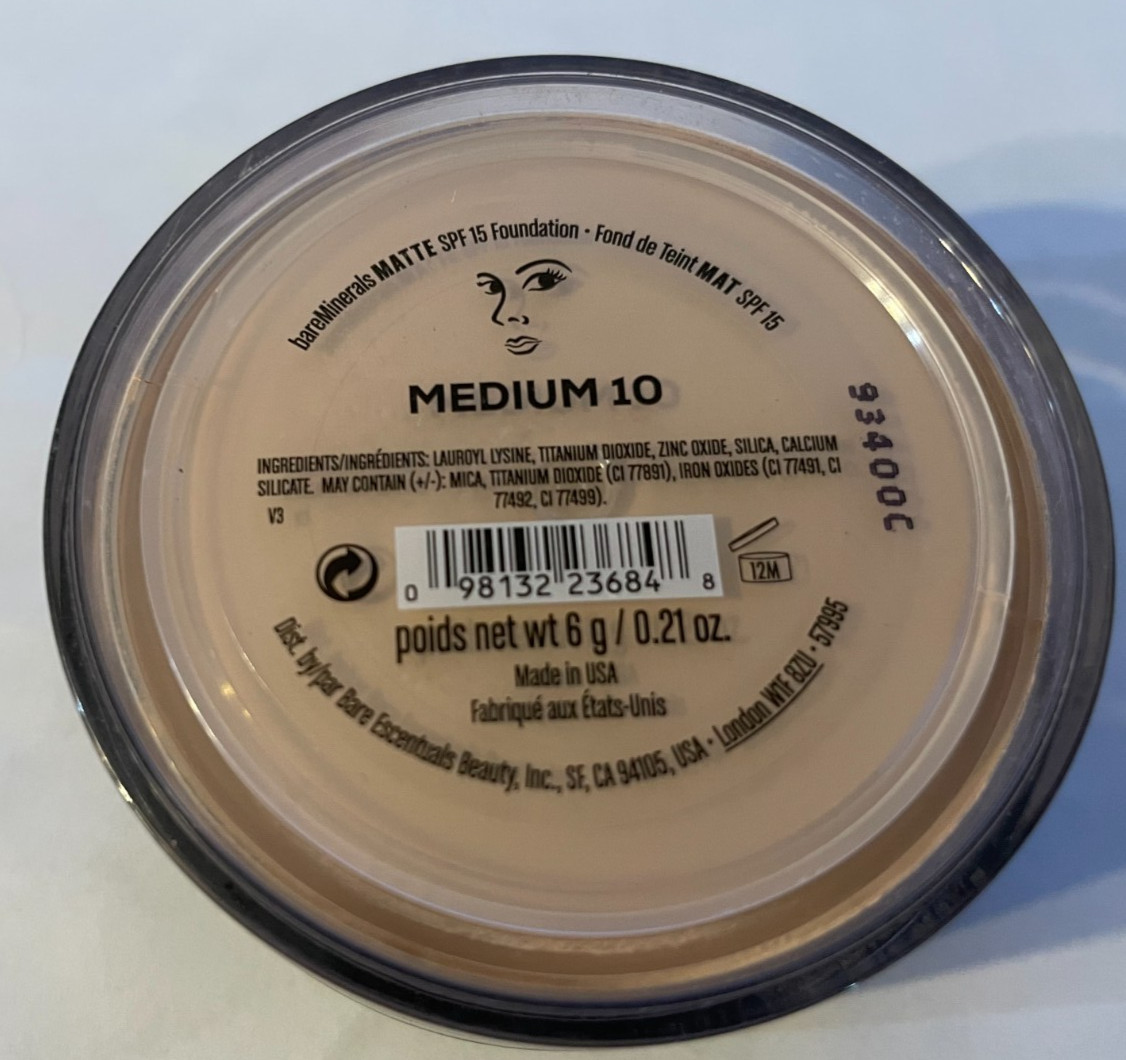 bareMinerals MATTE SPF 15 Foundation • Fond de Teint MAT SPF 15
MEDIUM 10
INGREDIENTS/INGRÉDIENTS: LAUROYL LYSINE, TITANIUM DIOXIDE, ZINC OXIDE, SILICA, CALCIUM
SILICATE. MAY CONTAIN (+/-): MICA, TITANIUM DIOXIDE (CI 77891), IRON OXIDES (CI 77491, CI
77492, CI 77499).
V3
93400C
0 98132 23684 8
12M
poids net wt 6 g / 0.21 oz.
Made in USA
Fabriqué aux États-Unis
Dist. by/par Bare Escentuals Beauty, Inc., SF, CA 94105, USA • London W1F 8ZU • 57995